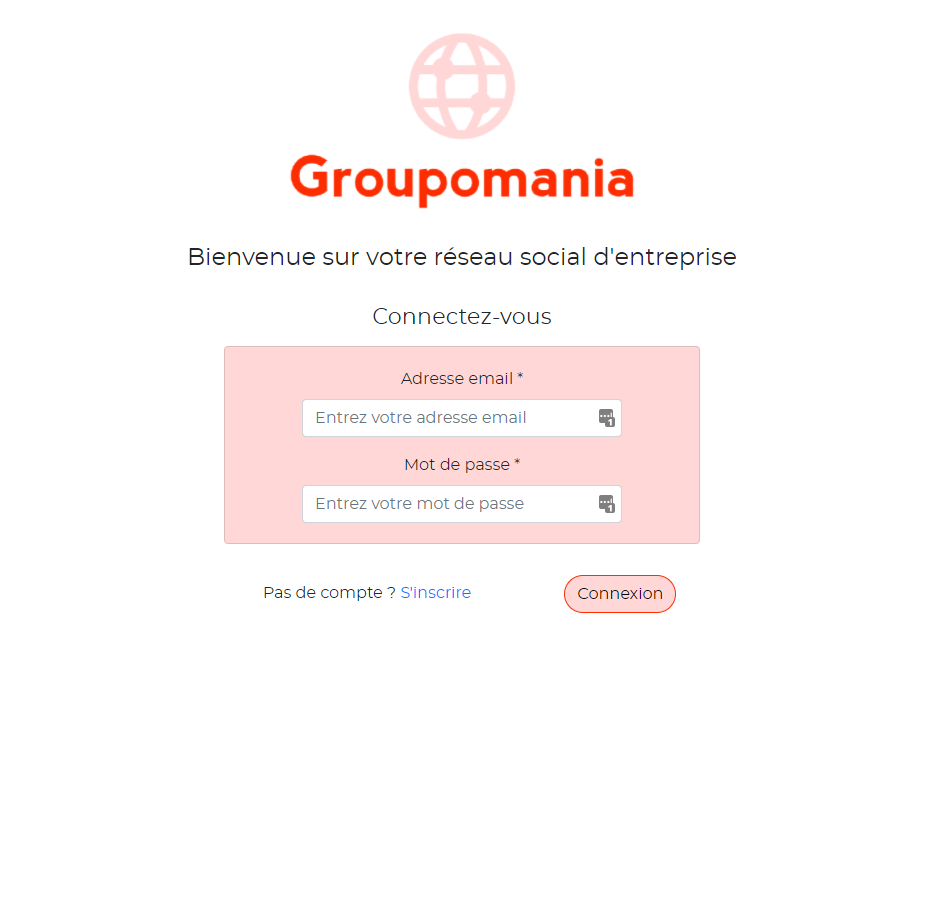 Groupomania
Bienvenue sur votre réseau social d'entreprise
Connectez-vous
Adresse email *
Entrez votre adresse email
Mot de passe *
Entrez votre mot de passe
Pas de compte ? S'inscrire
Connexion